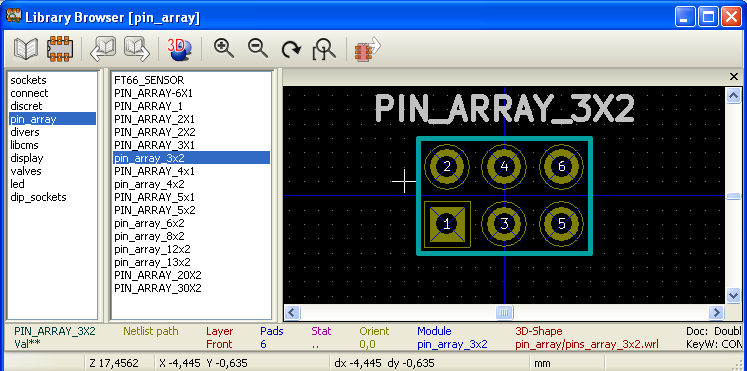 Library Browser [pin_array]
3D
sockets
connect
discret
pin_array
divers
libcms
display
valves
led
dip_sockets
FT66_SENSOR
PIN_ARRAY-6X1
PIN_ARRAY_1
PIN_ARRAY_2X1
PIN_ARRAY_2X2
PIN_ARRAY_3X1
pin_array_3x2
PIN_ARRAY_4x1
pin_array_4x2
PIN_ARRAY_5x1
PIN_ARRAY_5x2
pin_array_6x2
pin_array_8x2
pin_array_12x2
pin_array_13x2
PIN_ARRAY_20X2
PIN_ARRAY_30X2
PIN_ARRAY_3X2
2 4 6
1 3 5
PIN_ARRAY_3X2 Netlist path Layer Pads Stat Orient Module 3D-Shape Doc: Doubl
Val** Front 6 .. 0,0 pin_array_3x2 pin_array/pins_array_3x2.wrl KeyW: CON
Z 17,4562 X -4,445 Y -0,635 dx -4,445 dy -0,635 mm